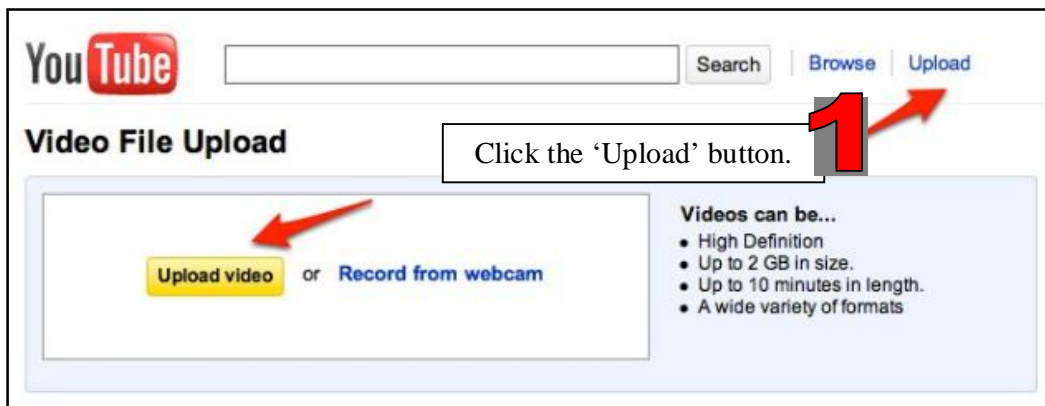 YouTube Search Browse Upload
Video File Upload
Click the ‘Upload’ button. 1
Upload video or Record from webcam
Videos can be...
• High Definition
• Up to 2 GB in size.
• Up to 10 minutes in length.
• A wide variety of formats